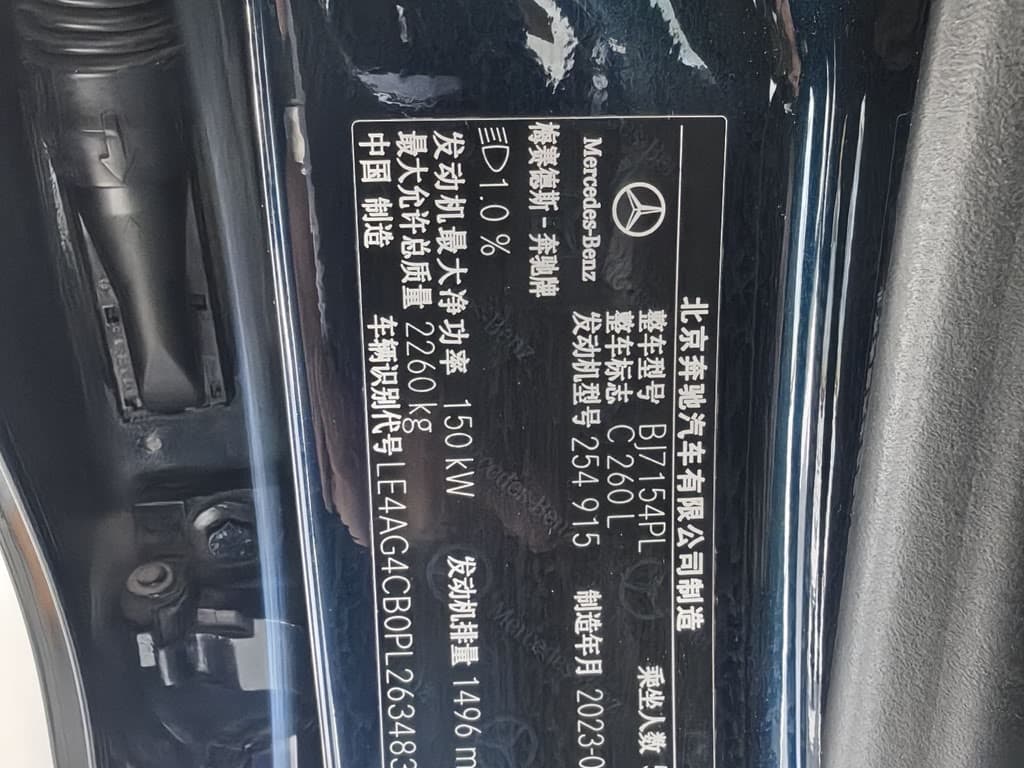 北京奔驰汽车有限公司制造
Mercedes-Benz
梅赛德斯-奔驰牌
整车型号 BJ7154PL 乘坐人数 5
整车标志 C 260 L
发动机型号 254 915 制造年月 2023-0
1.0 %
发动机最大净功率 150 kW 发动机排量 1496 m
最大允许总质量 2260 kg
中国 制造 车辆识别代号 LE4AG4CB0PL263483